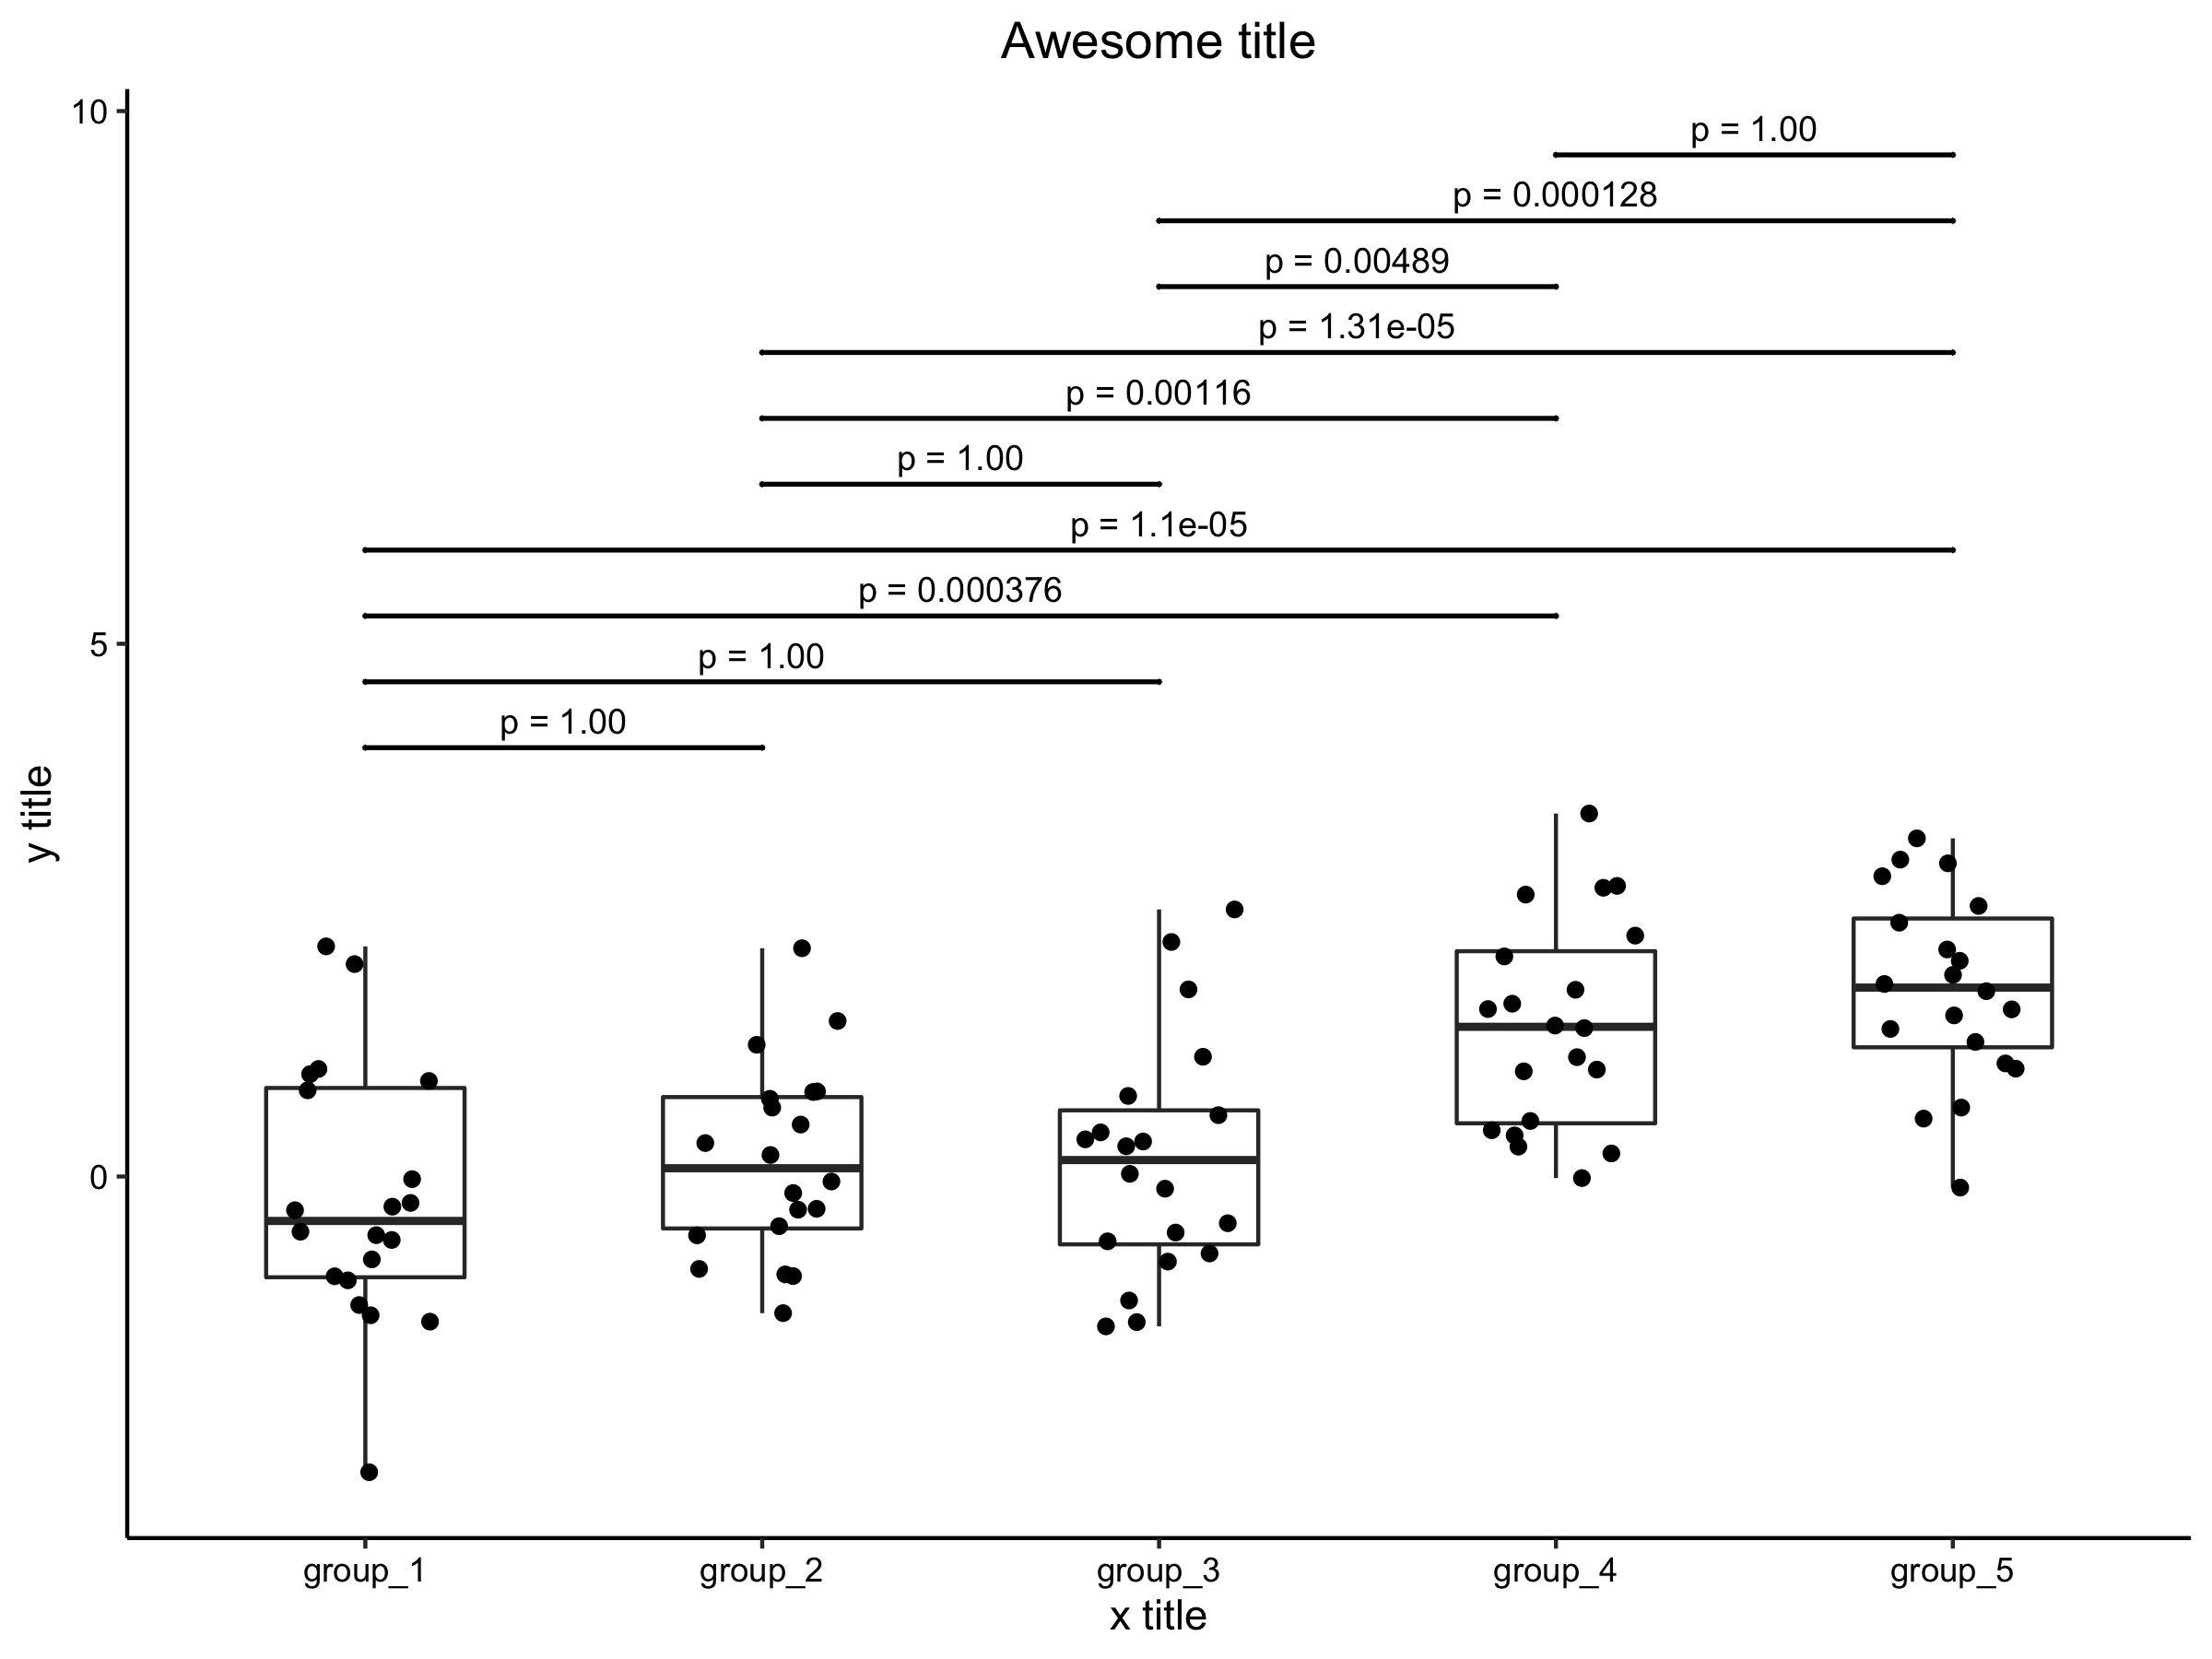 Awesome title
10
p = 1.00
p = 0.000128
p = 0.00489
p = 1.31e-05
p = 0.00116
p = 1.00
p = 1.1e-05
p = 0.000376
5
p = 1.00
p = 1.00
y title
0
group_1 group_2 group_3 group_4 group_5
x title